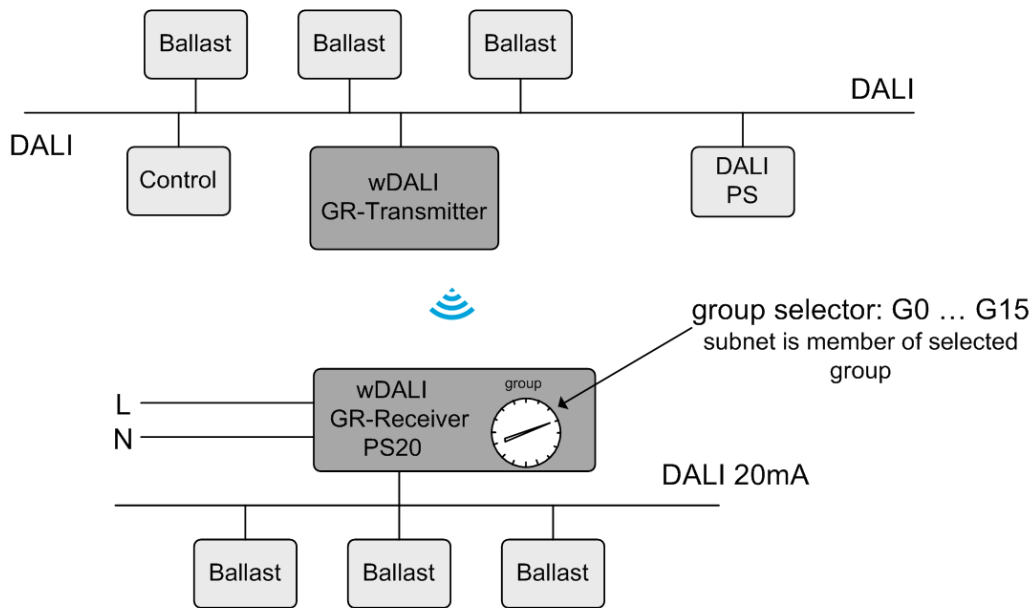 Ballast
Ballast
Ballast
DALI
DALI
Control
wDALI
GR-Transmitter
DALI
PS
group selector: G0 ... G15
subnet is member of selected
group
L
N
wDALI
GR-Receiver
PS20
group
DALI 20mA
Ballast
Ballast
Ballast